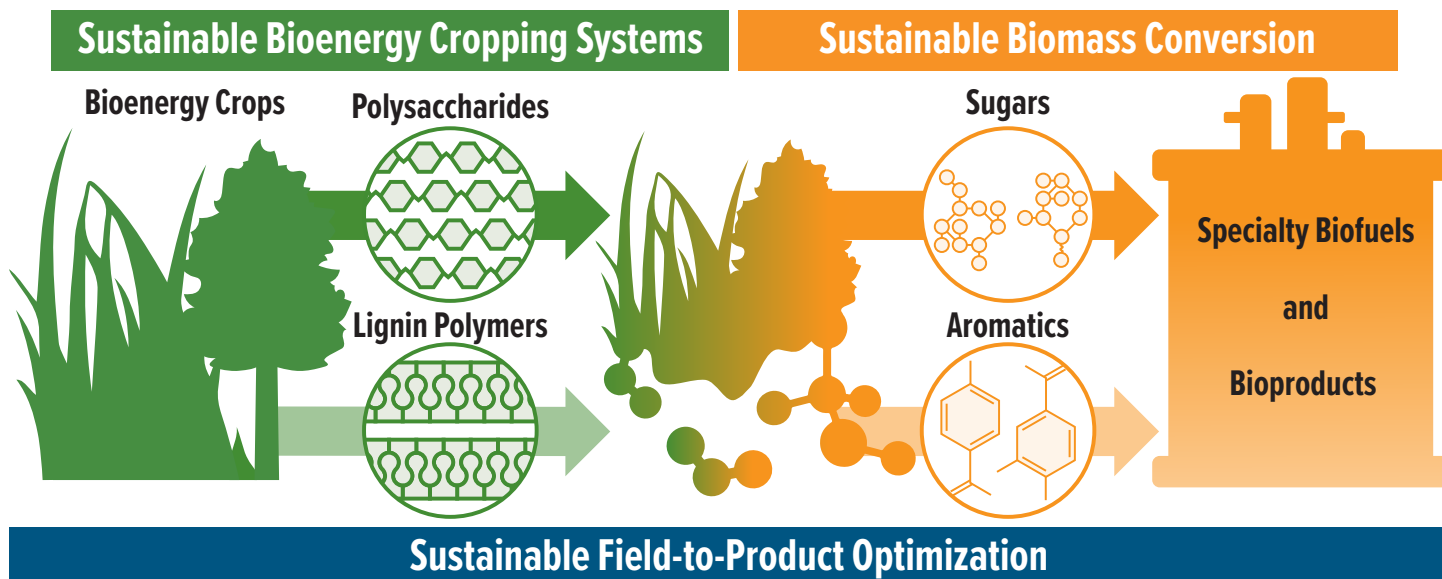 Sustainable Bioenergy Cropping Systems
Sustainable Biomass Conversion
Bioenergy Crops
Polysaccharides
Sugars
Lignin Polymers
Aromatics
Specialty Biofuels
and
Bioproducts
Sustainable Field-to-Product Optimization